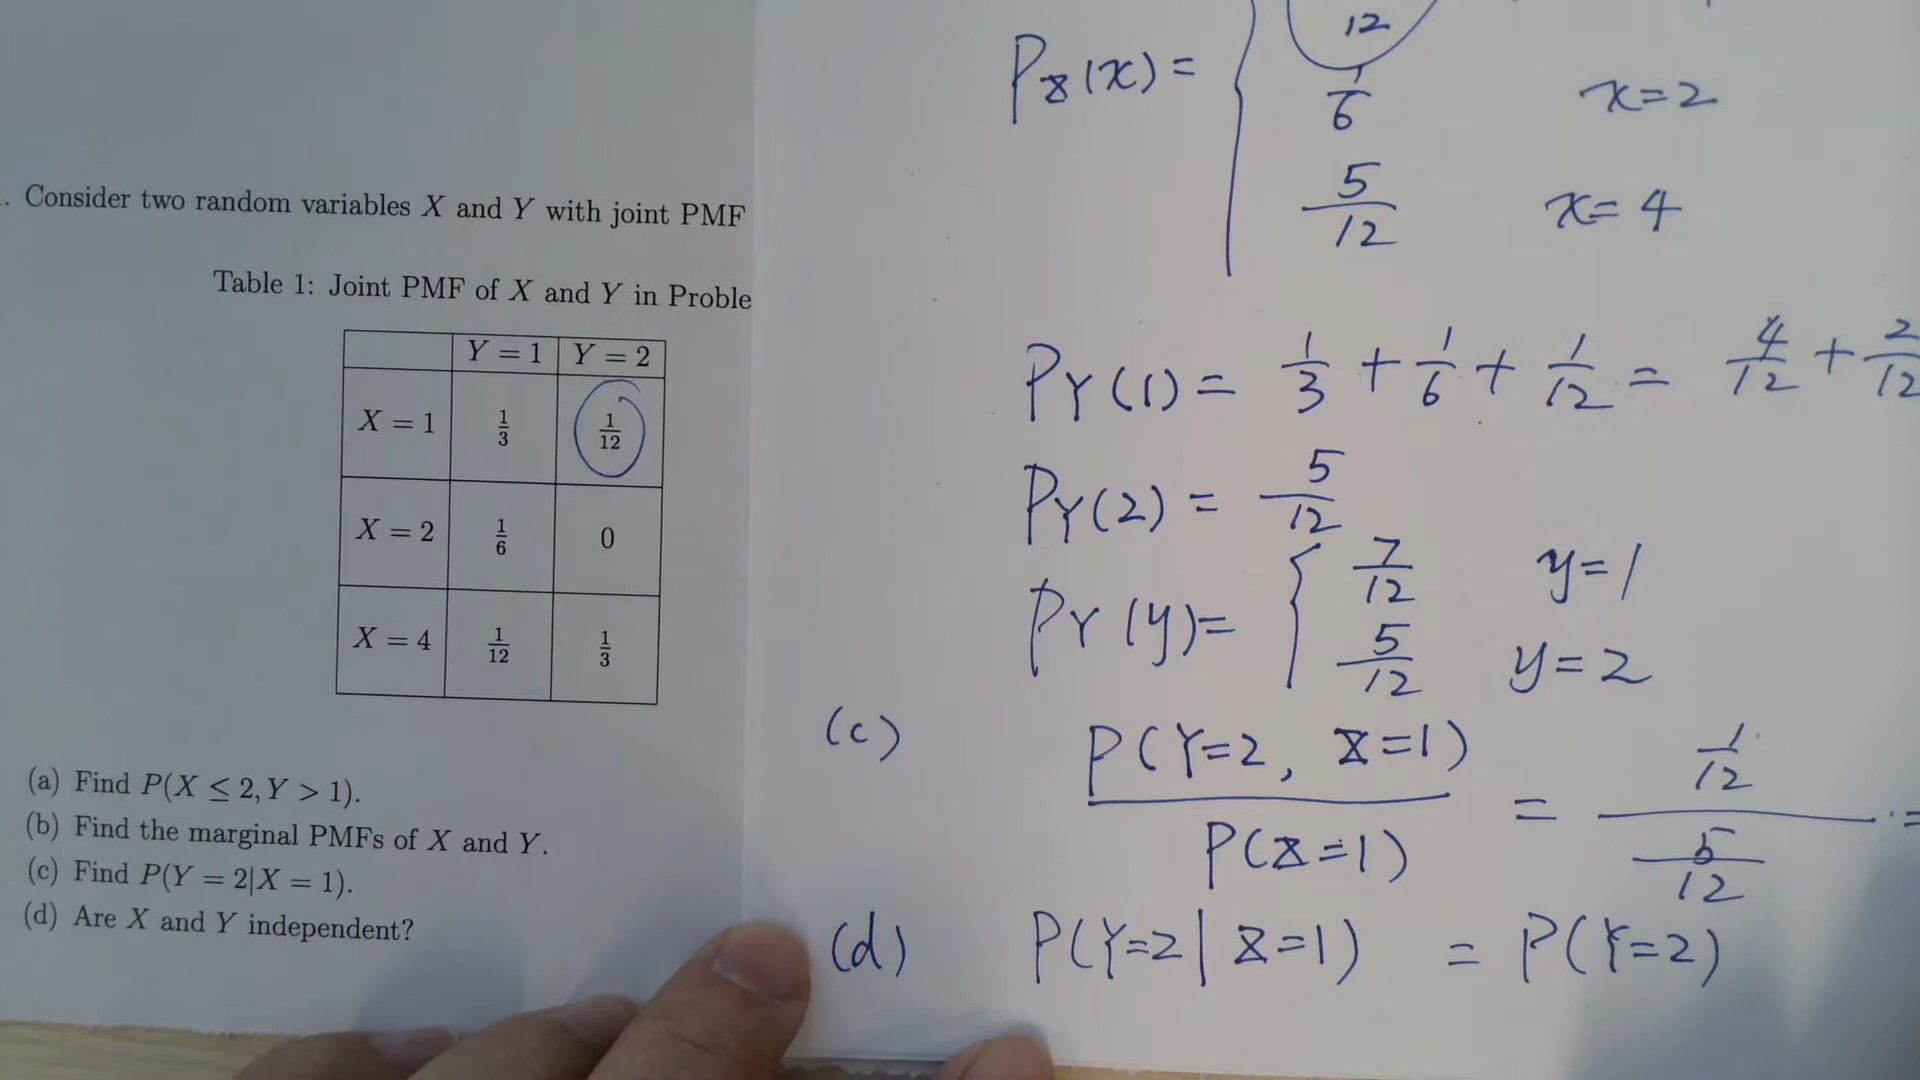 . Consider two random variables X and Y with joint PMF
Table 1: Joint PMF of X and Y in Proble
Y = 1 Y = 2
X = 1 1/3 1/12
X = 2 1/6 0
X = 4 1/12 1/3
(a) Find P(X ≤ 2, Y > 1).
(b) Find the marginal PMFs of X and Y.
(c) Find P(Y = 2|X = 1).
(d) Are X and Y independent?
12
P_X(x) = { 1/6 x=2
5/12 x=4
P_Y(1) = 1/3 + 1/6 + 1/12 = 4/12 + 2/12
P_Y(2) = 5/12
P_Y(y) = { 7/12 y=1
5/12 y=2
(c) P(Y=2, X=1) / P(X=1) = 1/12 / 5/12 =
(d) P(Y=2 | X=1) = P(Y=2)